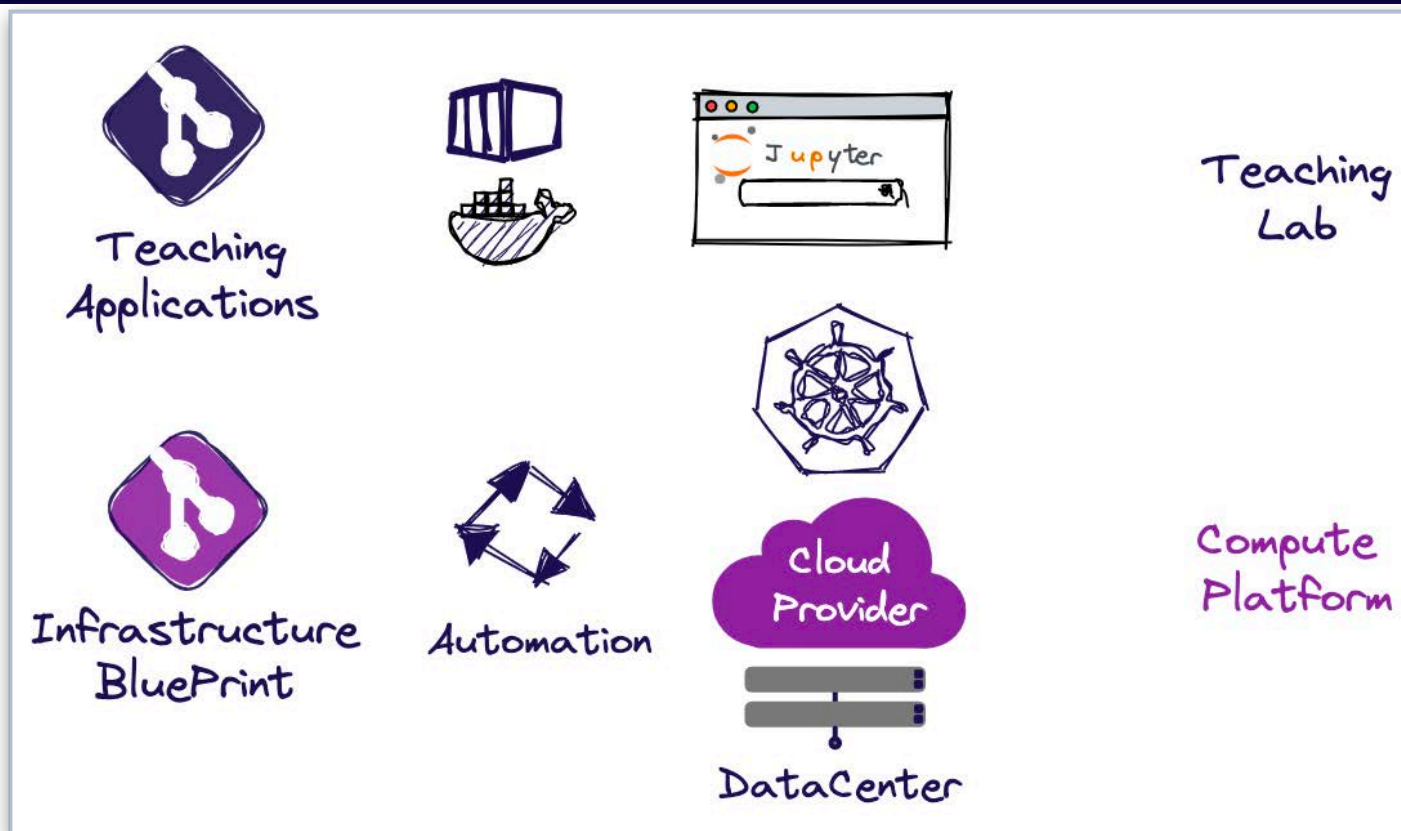 Jupyter
Teaching
Applications
Teaching
Lab
Cloud
Provider
Compute
Platform
Infrastructure
BluePrint
Automation
DataCenter